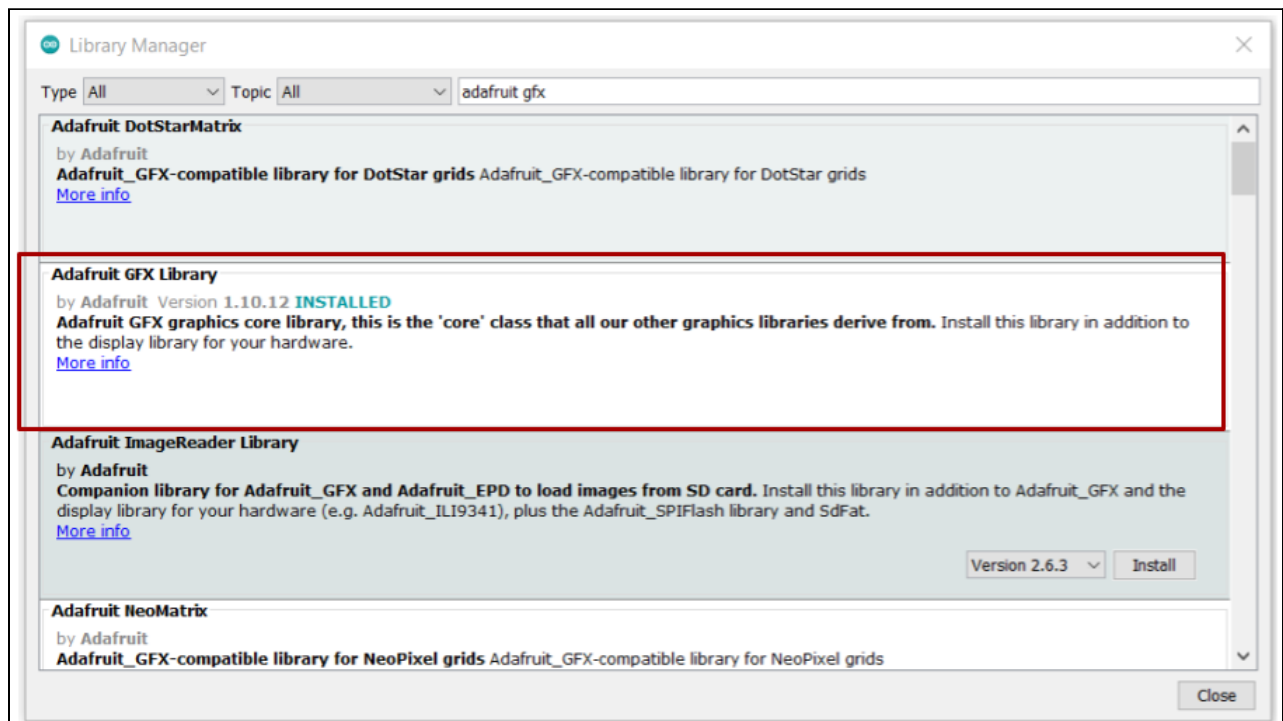 Library Manager
Type All Topic All adafruit gfx
Adafruit DotStarMatrix
by Adafruit
Adafruit_GFX-compatible library for DotStar grids Adafruit_GFX-compatible library for DotStar grids
More info
Adafruit GFX Library
by Adafruit Version 1.10.12 INSTALLED
Adafruit GFX graphics core library, this is the 'core' class that all our other graphics libraries derive from. Install this library in addition to
the display library for your hardware.
More info
Adafruit ImageReader Library
by Adafruit
Companion library for Adafruit_GFX and Adafruit_EPD to load images from SD card. Install this library in addition to Adafruit_GFX and the
display library for your hardware (e.g. Adafruit_ILI9341), plus the Adafruit_SPIFlash library and SdFat.
More info
Version 2.6.3 Install
Adafruit NeoMatrix
by Adafruit
Adafruit_GFX-compatible library for NeoPixel grids Adafruit_GFX-compatible library for NeoPixel grids
Close